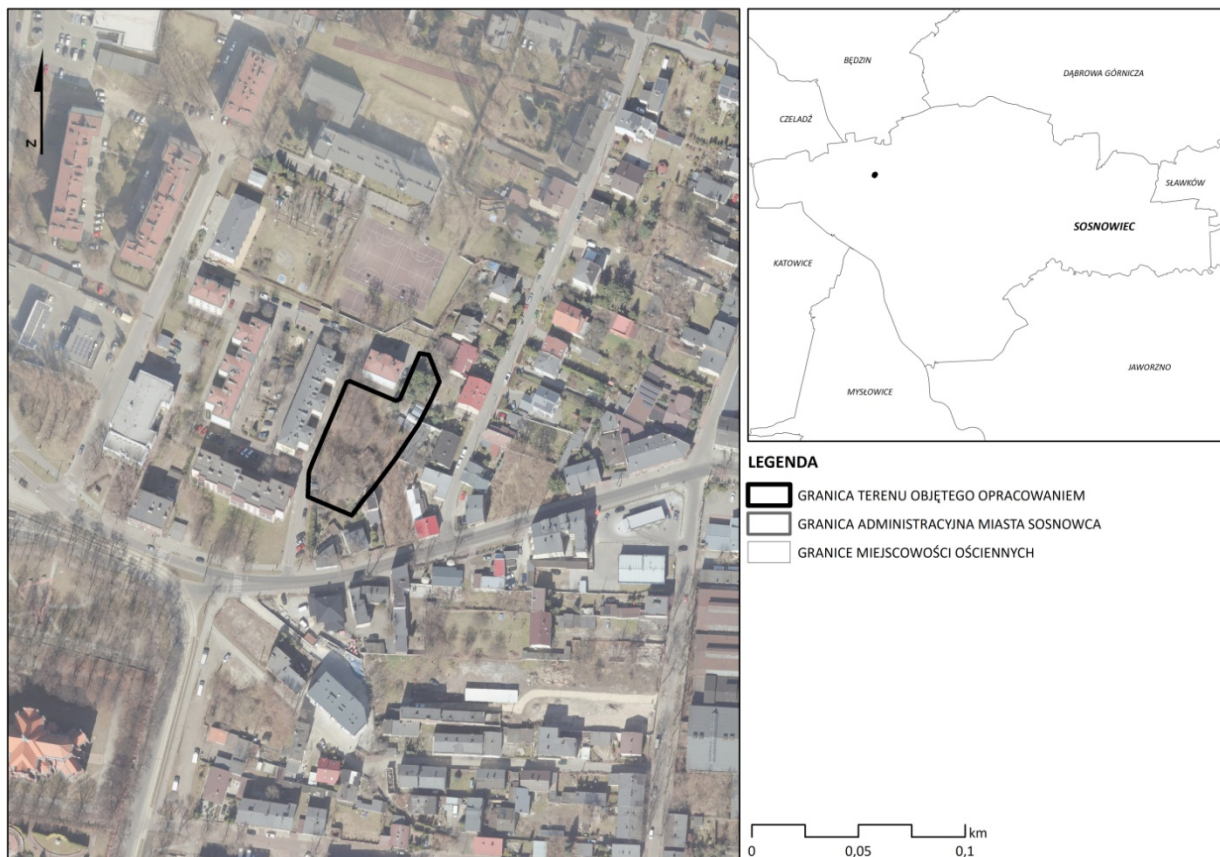 N
BĘDZIN
DĄBROWA GÓRNICZA
CZELADŹ
SŁAWKÓW
SOSNOWIEC
KATOWICE
JAWORZNO
MYSŁOWICE
LEGENDA
GRANICA TERENU OBJĘTEGO OPRACOWANIEM
GRANICA ADMINISTRACYJNA MIASTA SOSNOWCA
GRANICE MIEJSCOWOŚCI OŚCIENNYCH
km
0 0,05 0,1